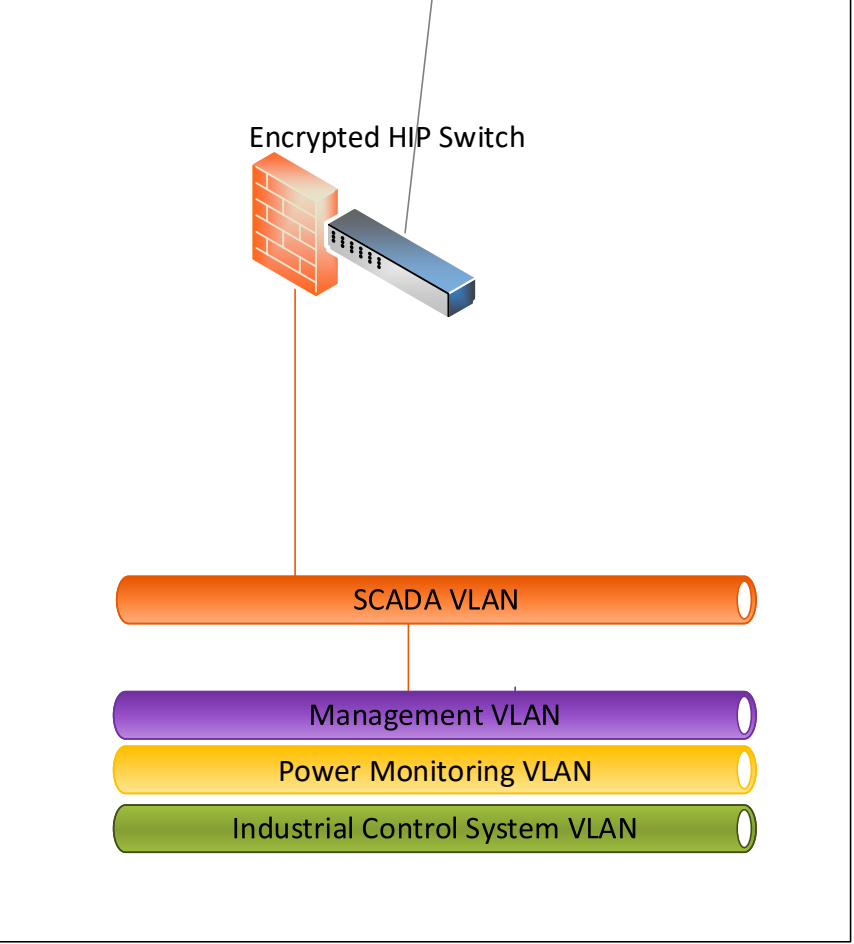 Encrypted HIP Switch
SCADA VLAN
Management VLAN
Power Monitoring VLAN
Industrial Control System VLAN